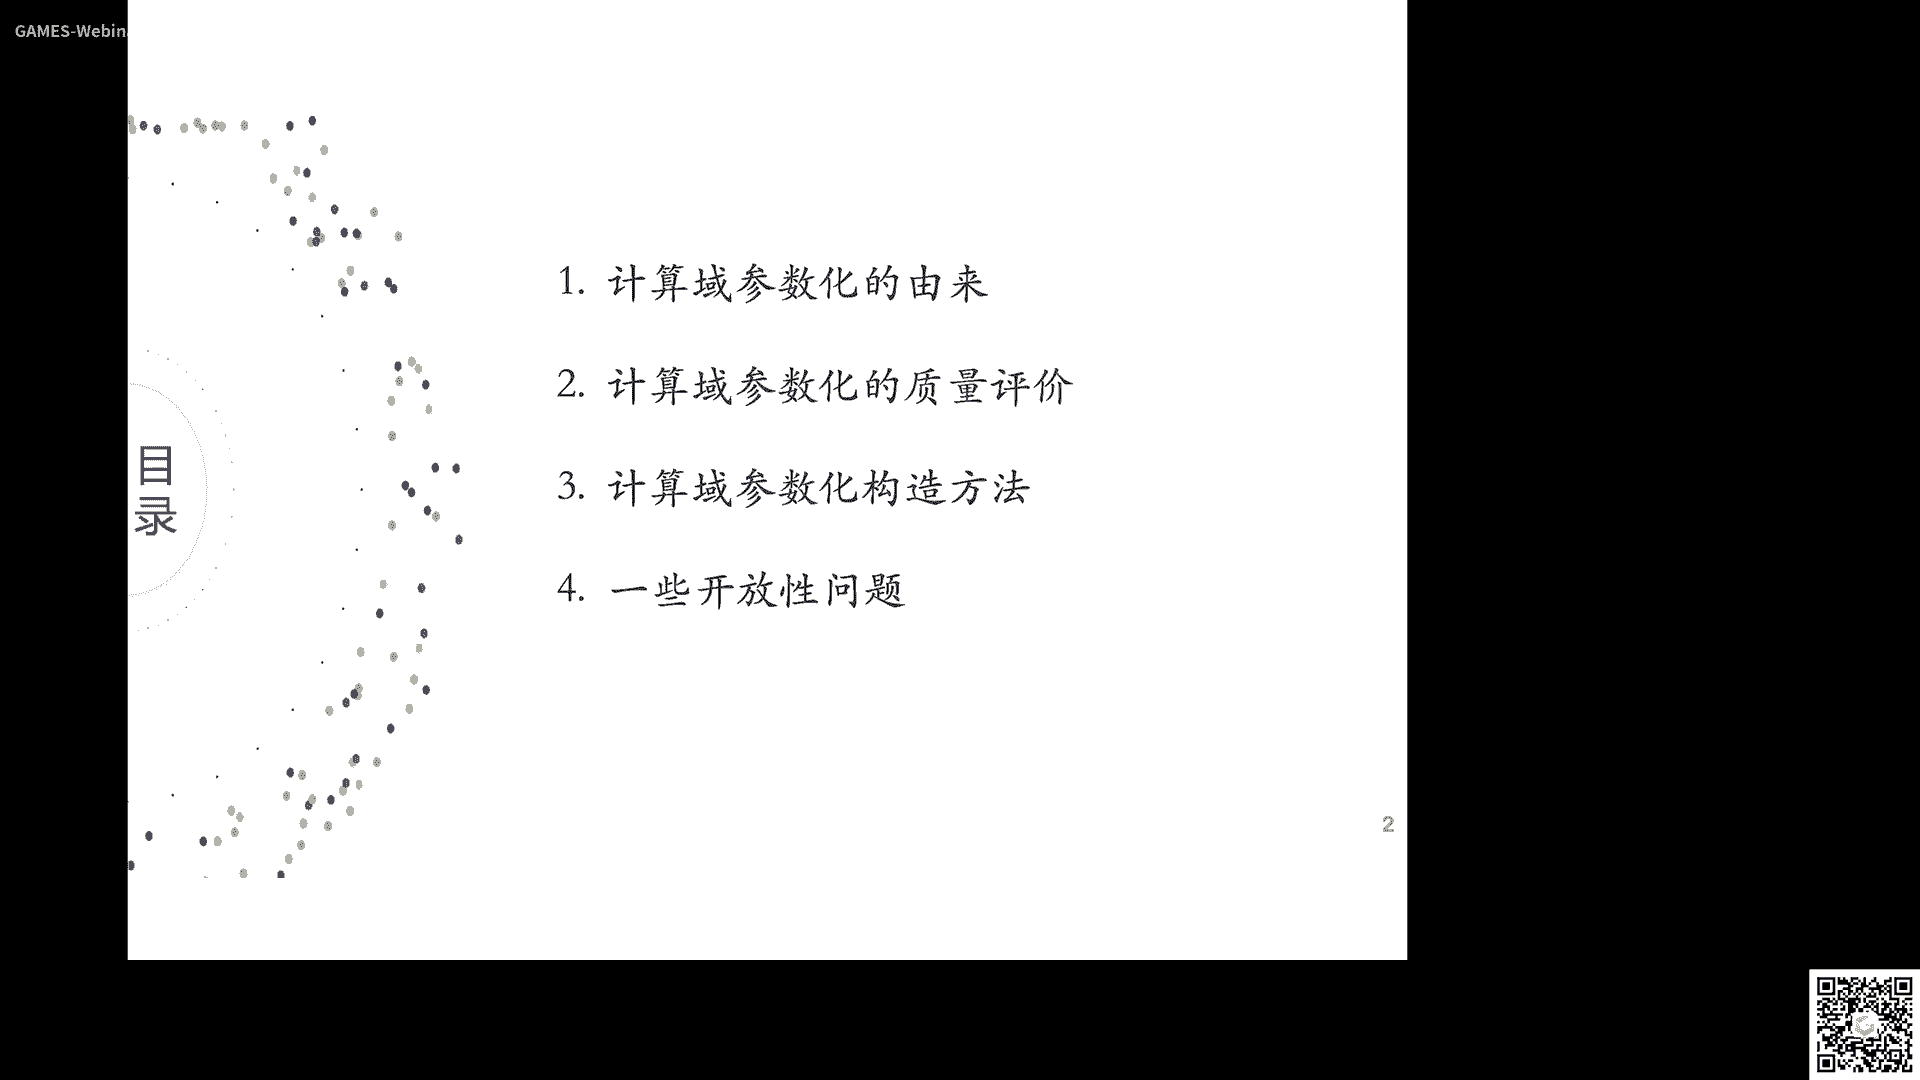 GAMES-Webina
目
录
1. 计算域参数化的由来
2. 计算域参数化的质量评价
3. 计算域参数化构造方法
4. 一些开放性问题
2